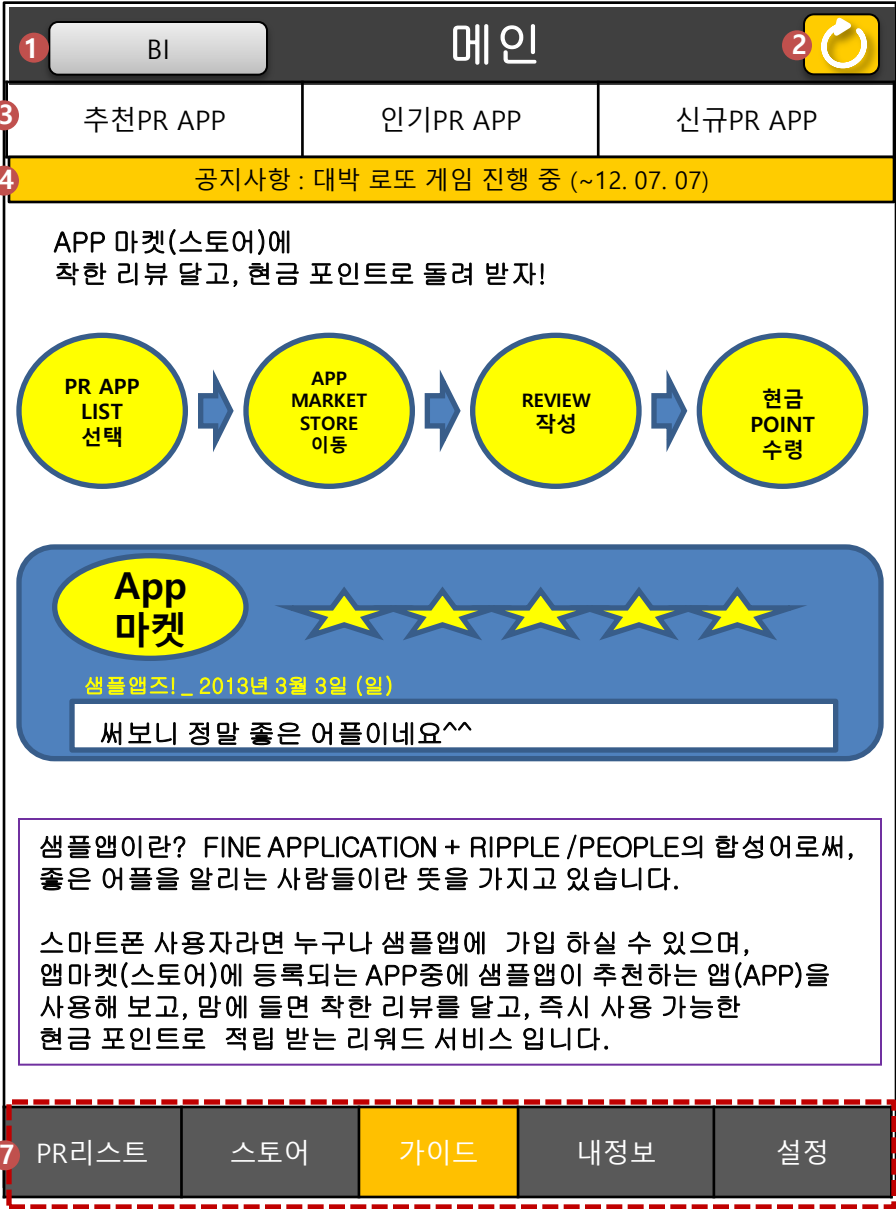 1
BI
메인
2
3
추천PR APP
인기PR APP
신규PR APP
4
공지사항 : 대박 로또 게임 진행 중 (~12. 07. 07)
APP 마켓(스토어)에
착한 리뷰 달고, 현금 포인트로 돌려 받자!
PR APP
LIST
선택
APP
MARKET
STORE
이동
REVIEW
작성
현금
POINT
수령
App
마켓
샘플앱즈! _ 2013년 3월 3일 (일)
써보니 정말 좋은 어플이네요^^
샘플앱이란? FINE APPLICATION + RIPPLE /PEOPLE의 합성어로써,
좋은 어플을 알리는 사람들이란 뜻을 가지고 있습니다.
스마트폰 사용자라면 누구나 샘플앱에 가입 하실 수 있으며,
앱마켓(스토어)에 등록되는 APP중에 샘플앱이 추천하는 앱(APP)을
사용해 보고, 맘에 들면 착한 리뷰를 달고, 즉시 사용 가능한
현금 포인트로 적립 받는 리워드 서비스 입니다.
7
PR리스트
스토어
가이드
내정보
설정